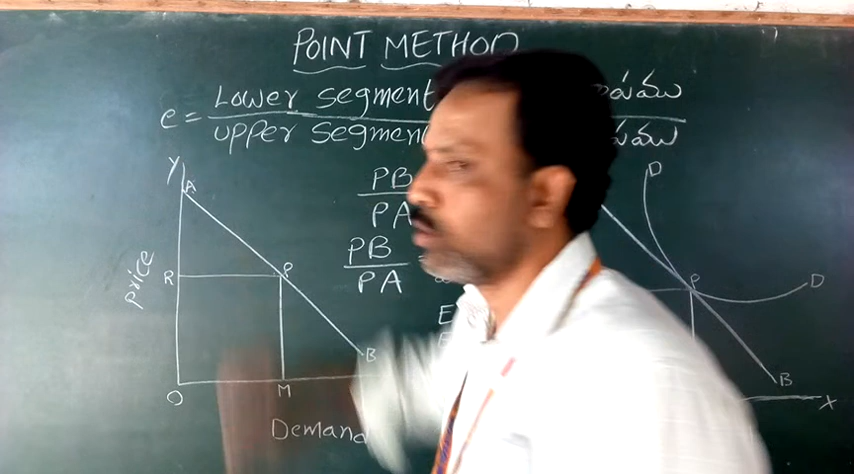 POINT METHOD
e = Lower segment
upper segment
Y
A
D
PB
PA
price
R
P
PB
PA
P
D
E
B
B
O
M
X
Demand